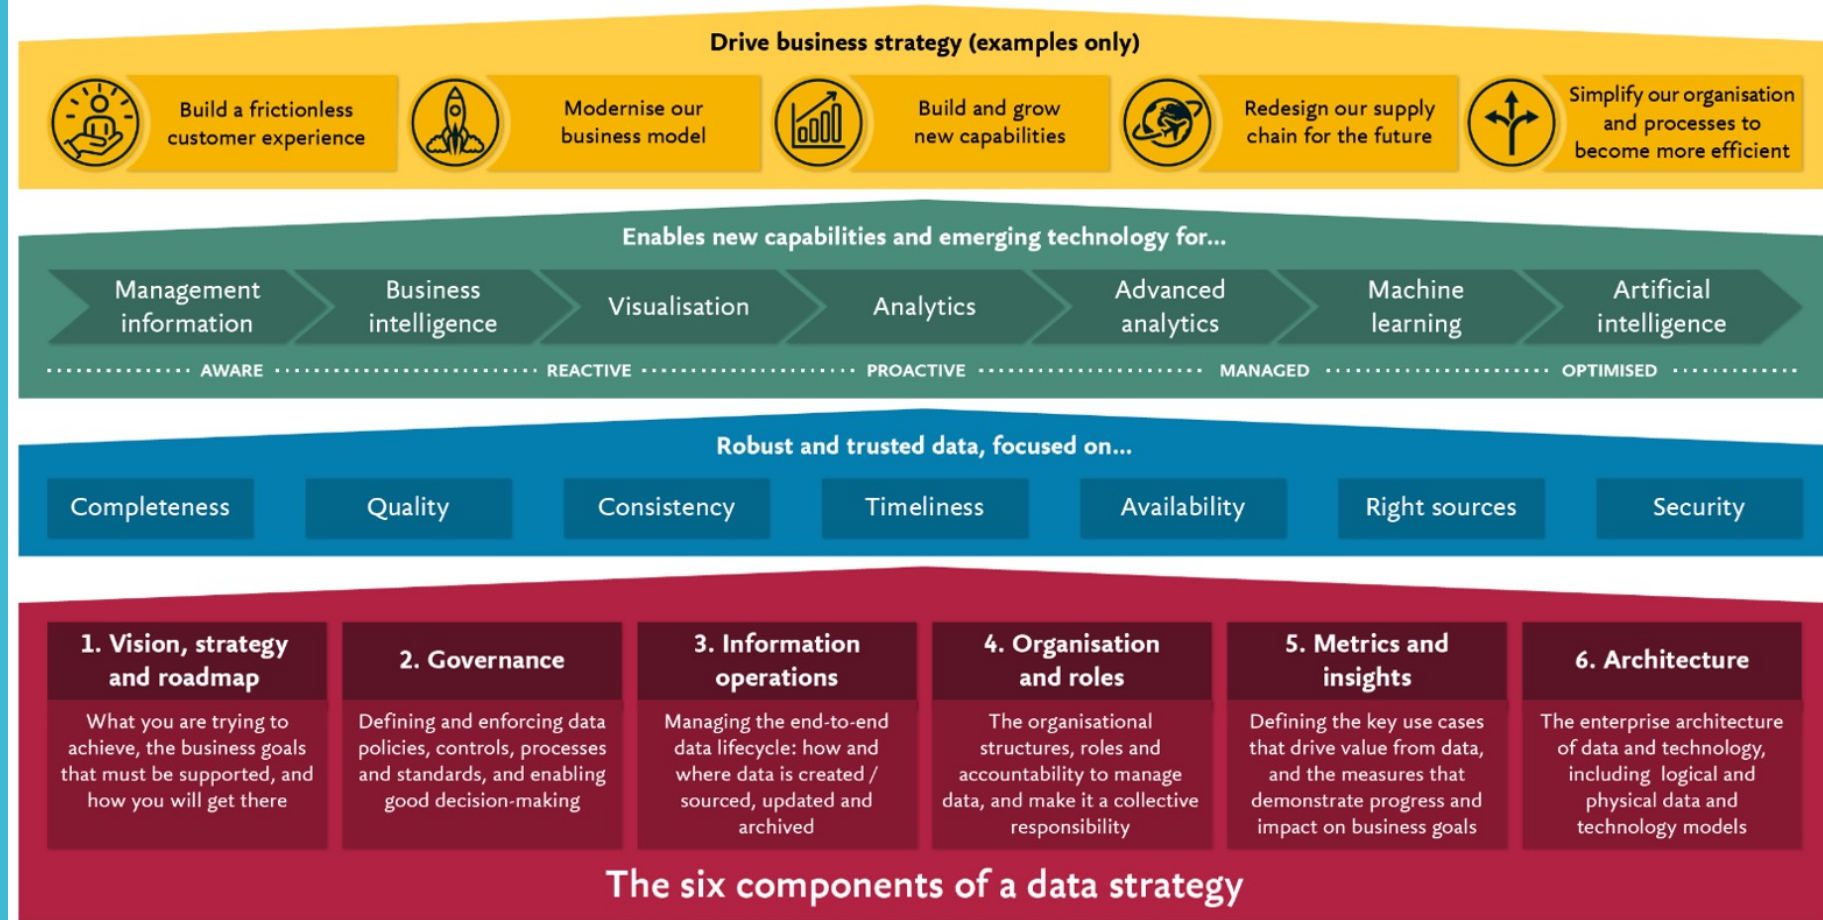 Drive business strategy (examples only)
Build a frictionless
customer experience
Modernise our
business model
Build and grow
new capabilities
Redesign our supply
chain for the future
Simplify our organisation
and processes to
become more efficient
Enables new capabilities and emerging technology for...
Management
information
Business
intelligence
Visualisation
Analytics
Advanced
analytics
Machine
learning
Artificial
intelligence
AWARE
REACTIVE
PROACTIVE
MANAGED
OPTIMISED
Robust and trusted data, focused on...
Completeness
Quality
Consistency
Timeliness
Availability
Right sources
Security
1. Vision, strategy
and roadmap
What you are trying to
achieve, the business goals
that must be supported, and
how you will get there
2. Governance
Defining and enforcing data
policies, controls, processes
and standards, and enabling
good decision-making
3. Information
operations
Managing the end-to-end
data lifecycle: how and
where data is created /
sourced, updated and
archived
4. Organisation
and roles
The organisational
structures, roles and
accountability to manage
data, and make it a collective
responsibility
5. Metrics and
insights
Defining the key use cases
that drive value from data,
and the measures that
demonstrate progress and
impact on business goals
6. Architecture
The enterprise architecture
of data and technology,
including logical and
physical data and
technology models
The six components of a data strategy